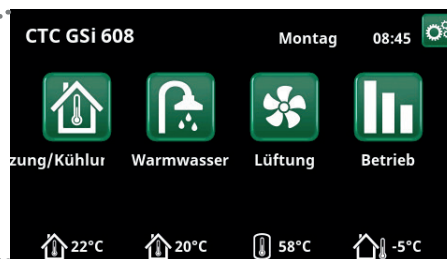 CTC GSi 608 Montag 08:45
zung/Kühlur Warmwasser Lüftung Betrieb
22°C 20°C 58°C -5°C